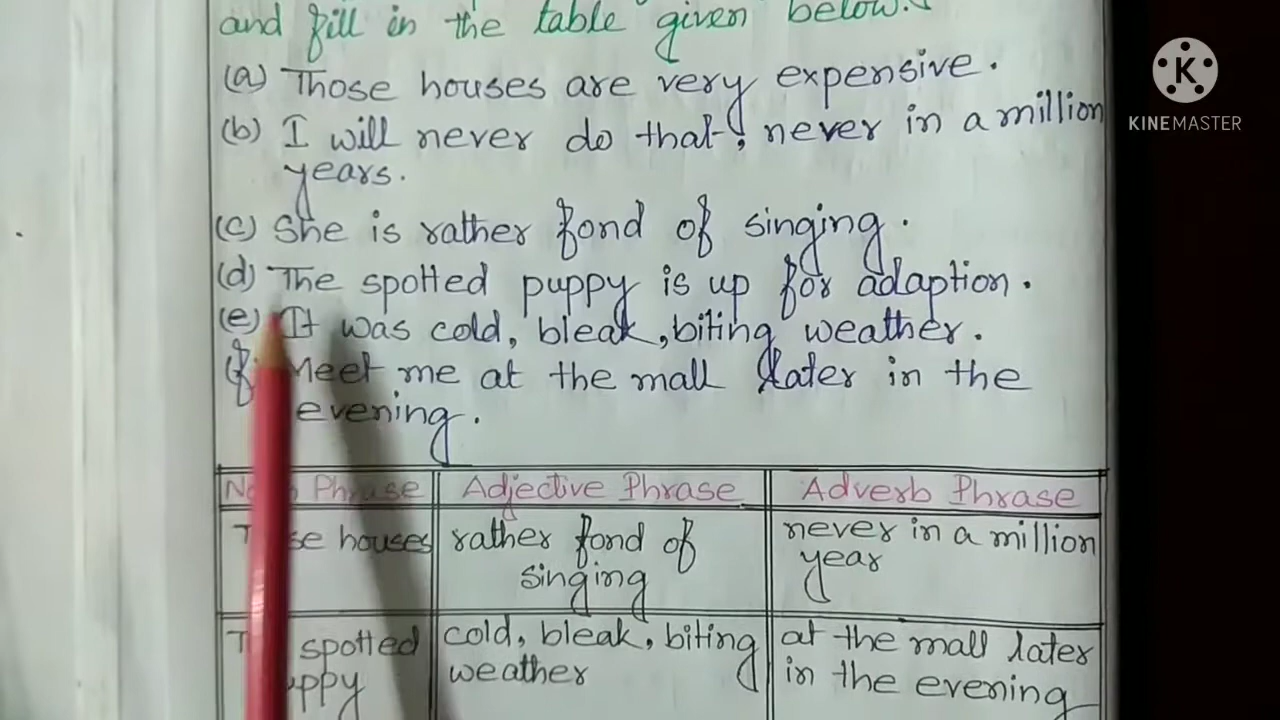 and fill in the table given below.
(a) Those houses are very expensive.
(b) I will never do that, never in a million
years.
(c) She is rather fond of singing.
(d) The spotted puppy is up for adaption.
(e) It was cold, bleak, biting weather.
Meet me at the mall later in the
evening.
Phrase Adjective Phrase Adverb Phrase
houses rather fond of never in a million
singing year
spotted cold, bleak, biting at the mall later
weather in the evening
K
KINEMASTER